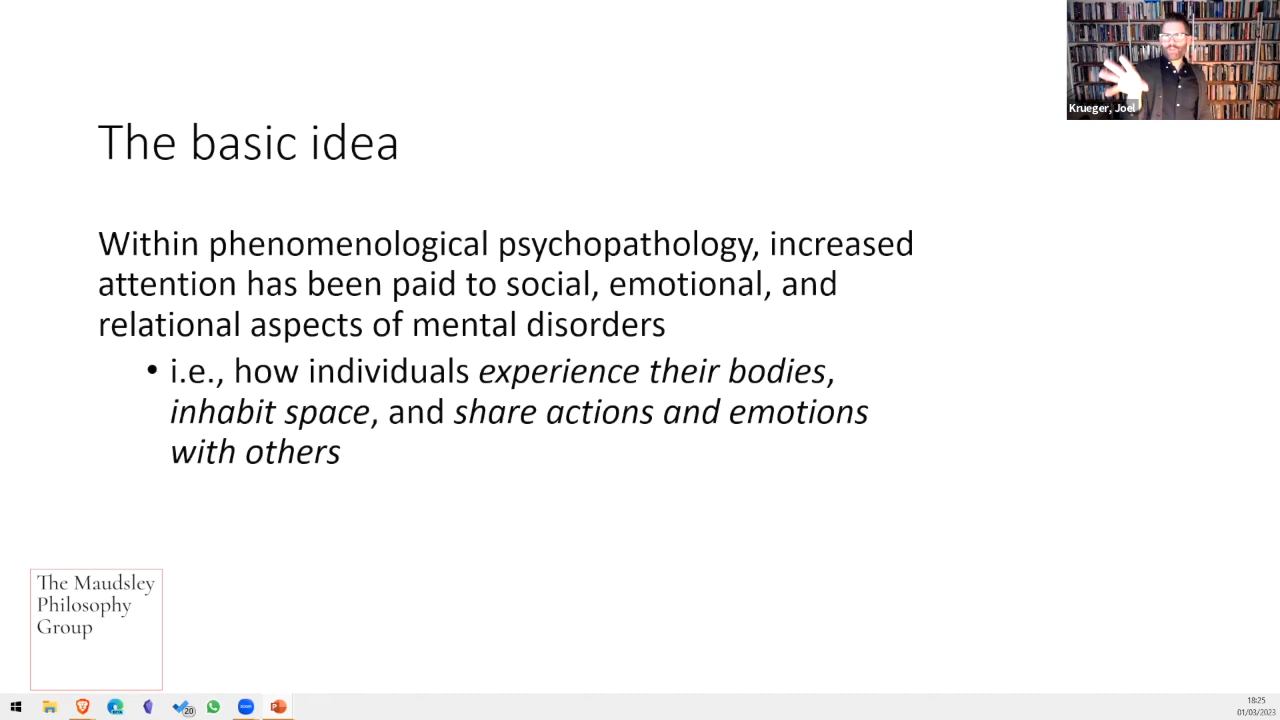 Krueger, Joel
The basic idea
Within phenomenological psychopathology, increased
attention has been paid to social, emotional, and
relational aspects of mental disorders
• i.e., how individuals experience their bodies,
inhabit space, and share actions and emotions
with others
The Maudsley
Philosophy
Group
20
zoom
P
18:25
01/03/2023